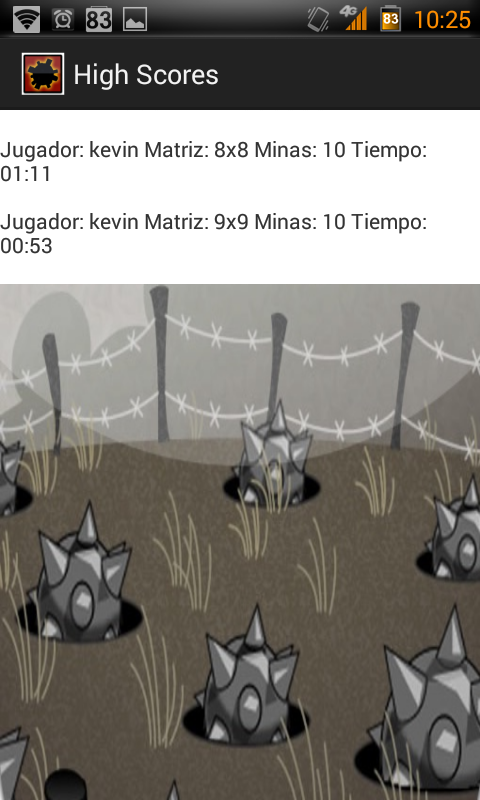 83 4G 83 10:25
High Scores
Jugador: kevin Matriz: 8x8 Minas: 10 Tiempo:
01:11
Jugador: kevin Matriz: 9x9 Minas: 10 Tiempo:
00:53